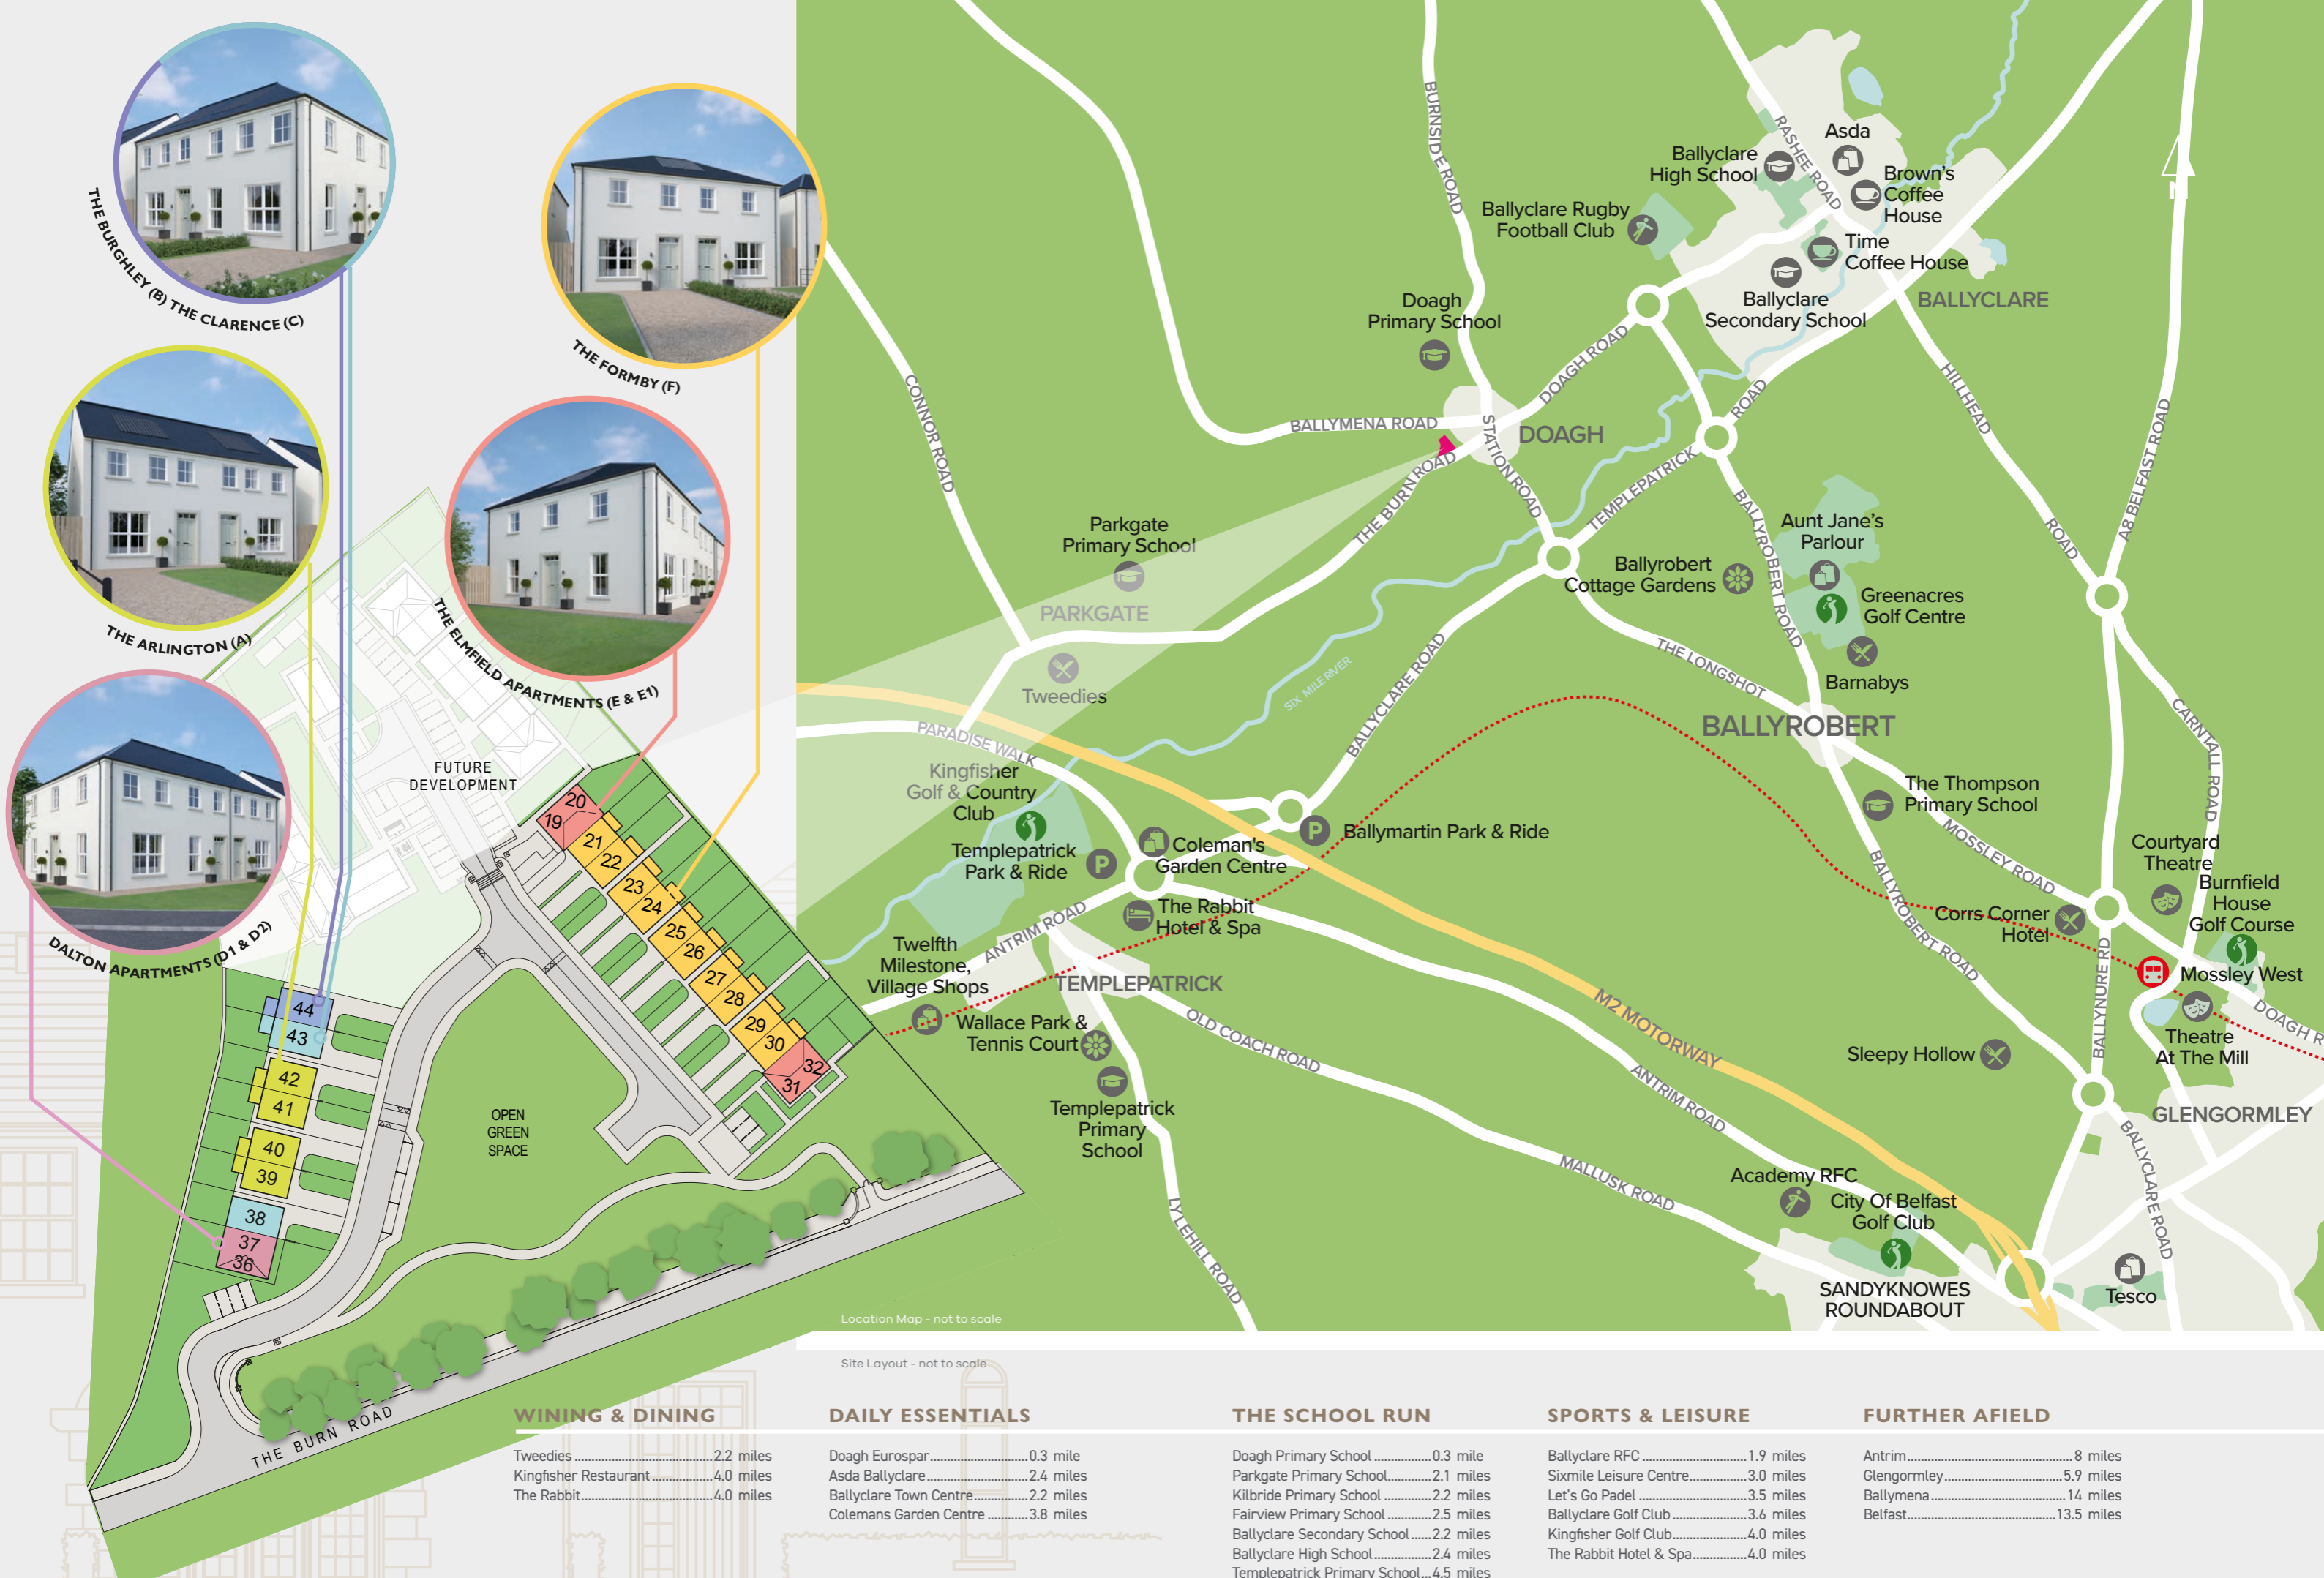 THE BURGHLEY (B) THE CLARENCE (C)
THE FORMBY (F)
THE ARLINGTON (A)
THE ELMFIELD APARTMENTS (E & E1)
DALTON APARTMENTS (D1 & D2)
FUTURE
DEVELOPMENT
20
19
21
22
23
24
25
26
27
28
29
30
32
31
44
43
42
41
40
39
38
37
36
OPEN
GREEN
SPACE
THE BURN ROAD
BURNSIDE ROAD
RASHEE ROAD
Asda
Ballyclare
High School
Brown's
Coffee
House
Ballyclare Rugby
Football Club
Time
Coffee House
Ballyclare
Secondary School
BALLYCLARE
N
Doagh
Primary School
DOAGH ROAD
CONNOR ROAD
BALLYMENA ROAD
STATION ROAD
DOAGH
ROAD
HILLHEAD
ROAD
A8 BELFAST ROAD
THE BURN ROAD
TEMPLEPATRICK
BALLYROBERT ROAD
Parkgate
Primary School
PARKGATE
Tweedies
Aunt Jane's
Parlour
Ballyrobert
Cottage Gardens
Greenacres
Golf Centre
Barnabys
THE LONGSHOT
SIX MILE RIVER
BALLYCLARE ROAD
BALLYROBERT
CARNTALL ROAD
PARADISE WALK
Kingfisher
Golf & Country
Club
The Thompson
Primary School
MOSSLEY ROAD
Ballymartin Park & Ride
Coleman's
Garden Centre
Templepatrick
Park & Ride
Courtyard
Theatre
Burnfield
House
Golf Course
The Rabbit
Hotel & Spa
ANTRIM ROAD
Corrs Corner
Hotel
BALLYROBERT ROAD
Twelfth
Milestone,
Village Shops
TEMPLEPATRICK
Mossley West
BALLYNURE RD
M2 MOTORWAY
DOAGH R
Wallace Park &
Tennis Court
OLD COACH ROAD
Theatre
At The Mill
Sleepy Hollow
ANTRIM ROAD
Templepatrick
Primary
School
GLENGORMLEY
BALLYCLARE ROAD
MALLUSK ROAD
Academy RFC
City Of Belfast
Golf Club
LYLEHILL ROAD
SANDYKNOWES
ROUNDABOUT
Tesco
Location Map - not to scale
Site Layout - not to scale
WINING & DINING
Tweedies 2.2 miles
Kingfisher Restaurant 4.0 miles
The Rabbit 4.0 miles
DAILY ESSENTIALS
Doagh Eurospar 0.3 mile
Asda Ballyclare 2.4 miles
Ballyclare Town Centre 2.2 miles
Colemans Garden Centre 3.8 miles
THE SCHOOL RUN
Doagh Primary School 0.3 mile
Parkgate Primary School 2.1 miles
Kilbride Primary School 2.2 miles
Fairview Primary School 2.5 miles
Ballyclare Secondary School 2.2 miles
Ballyclare High School 2.4 miles
Templepatrick Primary School 4.5 miles
SPORTS & LEISURE
Ballyclare RFC 1.9 miles
Sixmile Leisure Centre 3.0 miles
Let's Go Padel 3.5 miles
Ballyclare Golf Club 3.6 miles
Kingfisher Golf Club 4.0 miles
The Rabbit Hotel & Spa 4.0 miles
FURTHER AFIELD
Antrim 8 miles
Glengormley 5.9 miles
Ballymena 14 miles
Belfast 13.5 miles